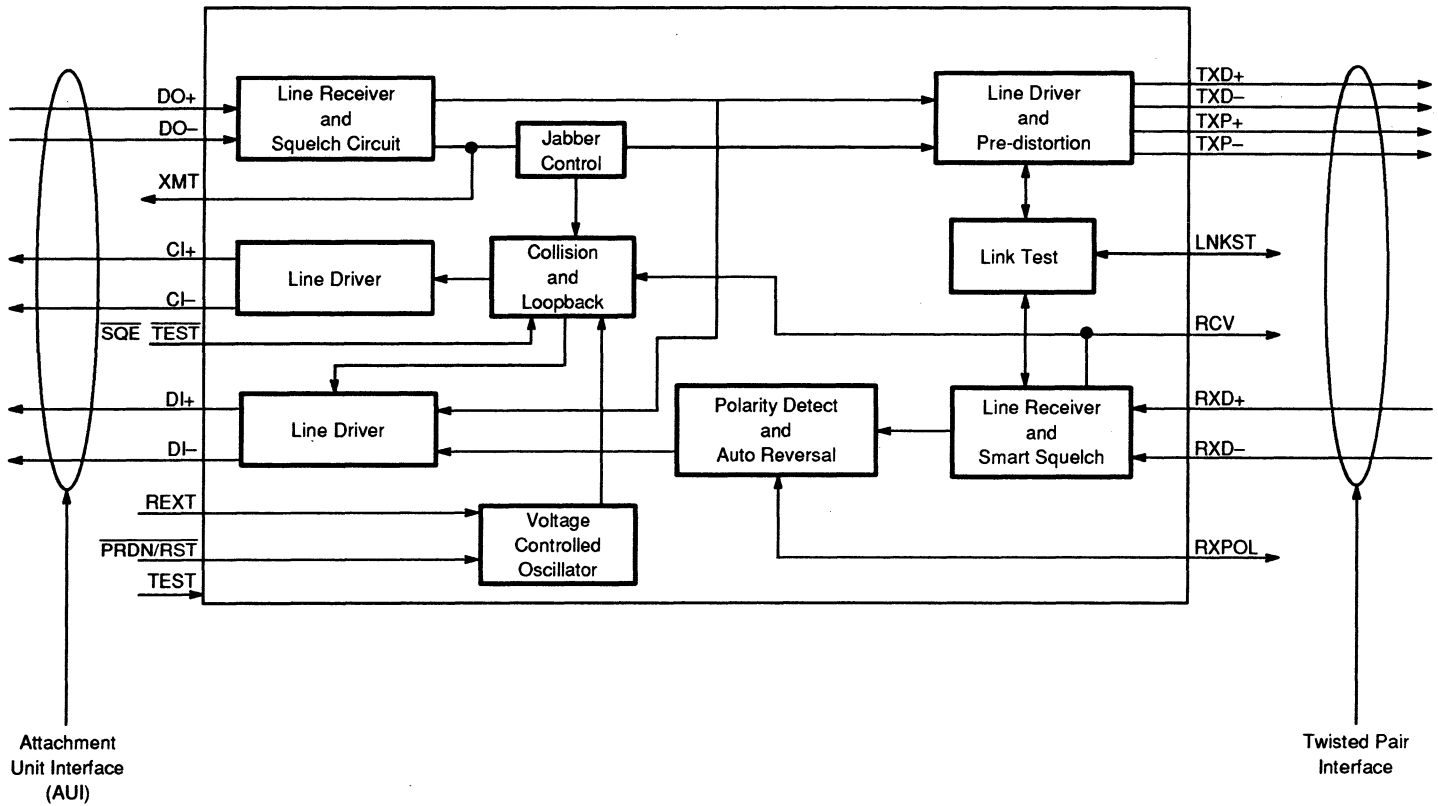 DO+
DO–
XMT
CI+
CI–
SQE TEST
DI+
DI–
REXT
PRDN/RST
TEST
Line Receiver
and
Squelch Circuit
Jabber
Control
Line Driver
and
Pre-distortion
Line Driver
Collision
and
Loopback
Link Test
Line Driver
Polarity Detect
and
Auto Reversal
Line Receiver
and
Smart Squelch
Voltage
Controlled
Oscillator
TXD+
TXD–
TXP+
TXP–
LNKST
RCV
RXD+
RXD–
RXPOL
Attachment
Unit Interface
(AUI)
Twisted Pair
Interface